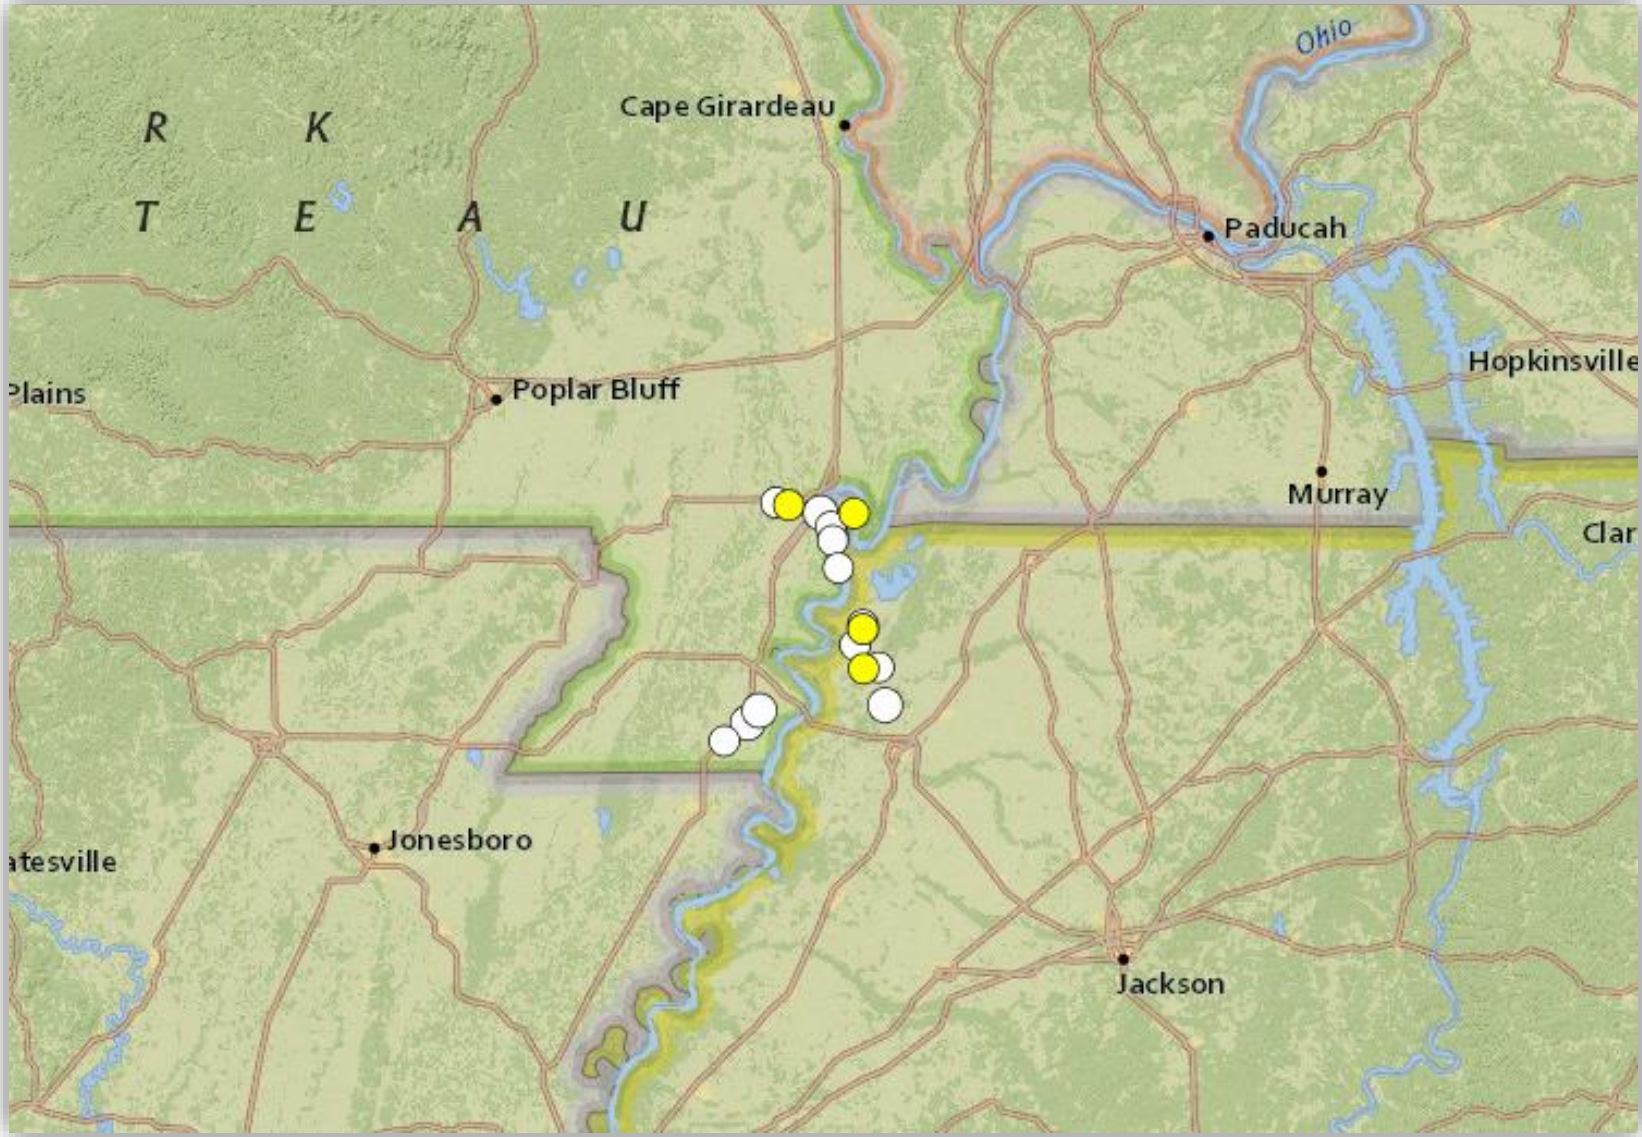 Ohio
Cape Girardeau
R K
T E A U
Paducah
Hopkinsville
Plains
Poplar Bluff
Murray
Clar
Jonesboro
atesville
Jackson